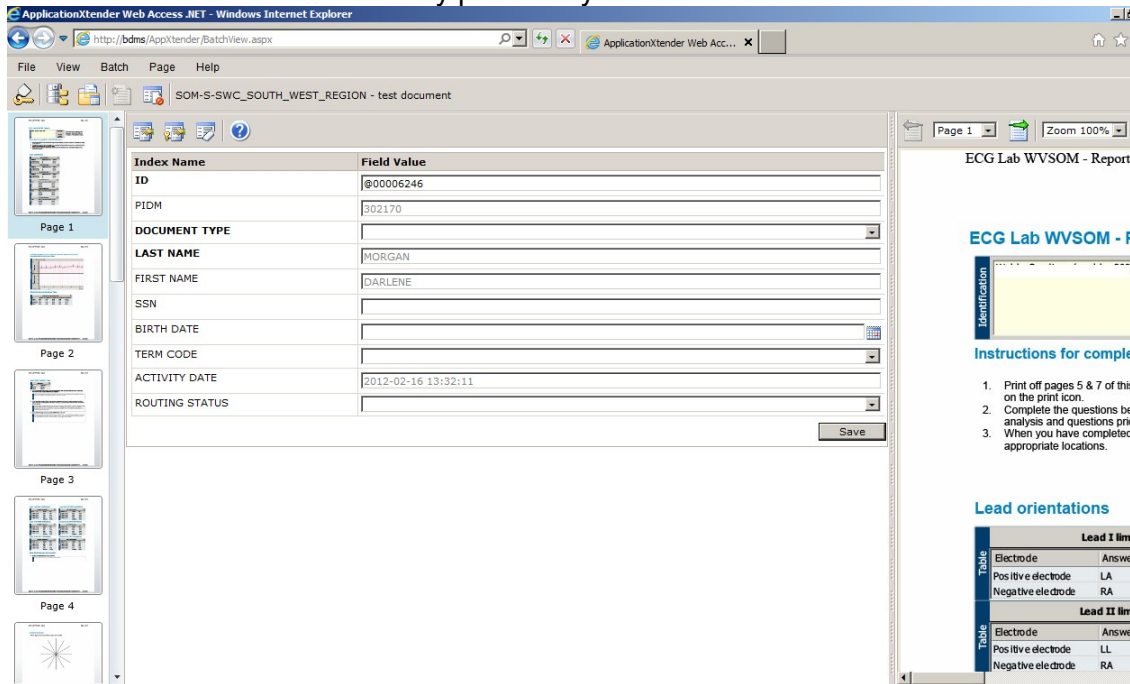 ApplicationXtender Web Access .NET - Windows Internet Explorer
http://bdms/AppXtender/BatchView.aspx
ApplicationXtender Web Acc...
File View Batch Page Help
SOM-S-SWC_SOUTH_WEST_REGION - test document
Page 1 Zoom 100%
Index Name Field Value
ID @00006246
PIDM 302170
DOCUMENT TYPE
LAST NAME MORGAN
FIRST NAME DARLENE
SSN
BIRTH DATE
TERM CODE
ACTIVITY DATE 2012-02-16 13:32:11
ROUTING STATUS
Save
Page 1
Page 2
Page 3
Page 4
ECG Lab WVSOM - Report
ECG Lab WVSOM -
Identification
Instructions for comple
1. Print off pages 5 & 7 of this
on the print icon.
2. Complete the questions be
analysis and questions pri
3. When you have completed
appropriate locations.
Lead orientations
Table
Lead I lim
Electrode Answe
Positive electrode LA
Negative electrode RA
Table
Lead II lim
Electrode Answe
Positive electrode LL
Negative electrode RA